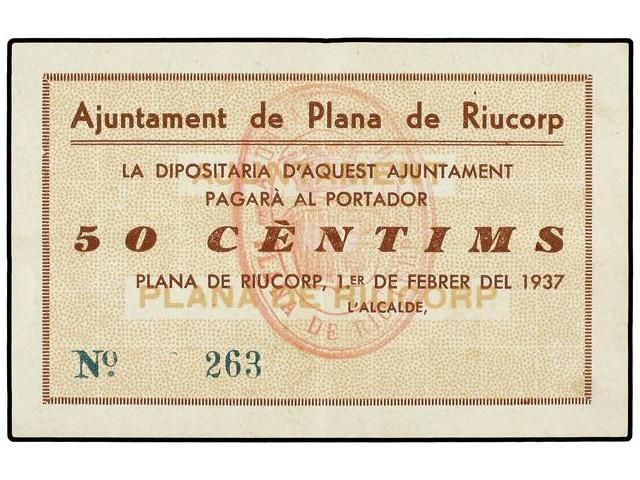 Ajuntament de Plana de Riucorp
LA DIPOSITARIA D'AQUEST AJUNTAMENT
PAGARÀ AL PORTADOR
50 CÈNTIMS
PLANA DE RIUCORP, 1.ER DE FEBRER DEL 1937
L'ALCALDE,
PLANA DE RIUCORP
Nº. 263